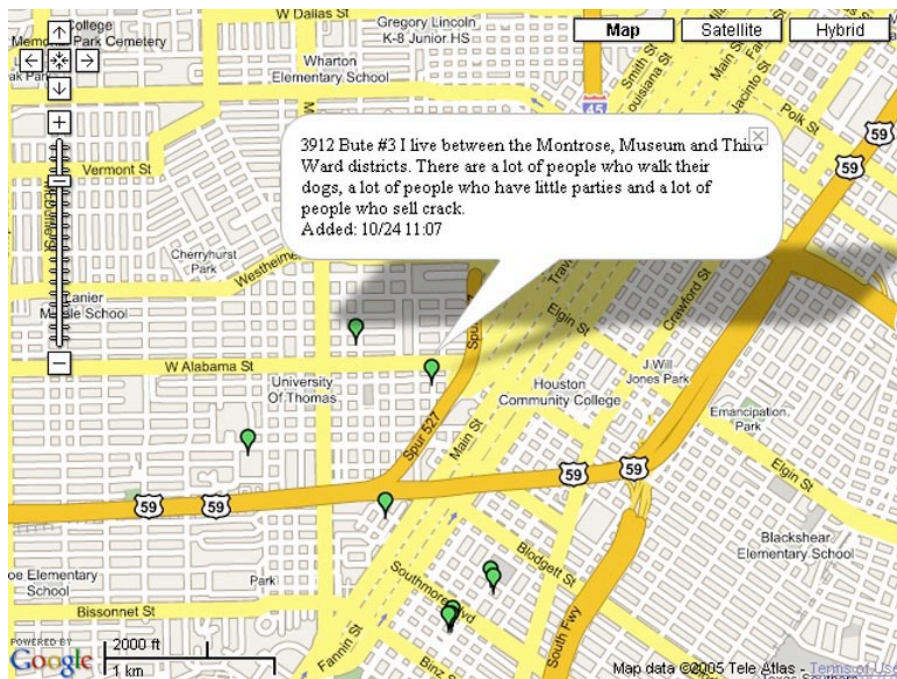 W Dallas St
College
Memorial Park Cemetery
Gregory Lincoln
K-8 Junior HS
Map
Satellite
Hybrid
Wharton
Elementary School
Smith St
Louisiana St
Main St
Jacinto St
Polk St
45
59
59
Vermont St
3912 Bute #3 I live between the Montrose, Museum and Third
Ward districts. There are a lot of people who walk their
dogs, a lot of people who have little parties and a lot of
people who sell crack.
Added: 10/24 11:07
Cherryhurst
Park
Westheimer
Lanier
Middle School
Crawford St
Elgin St
W Alabama St
University
Of Thomas
Houston
Community College
J.Will
Jones Park
Emancipation
Park
Spur 527
Main St
Elgin St
59
59
59
59
Blackshear
Elementary School
Blodgett St
Southmore Blvd
oe Elementary
School
Park
Bissonnet St
Fannin St
Binz St
South Fwy
POWERED BY
Google
2000 ft
1 km
Map data ©2005 Tele Atlas - Terms of Use
Texas Southern